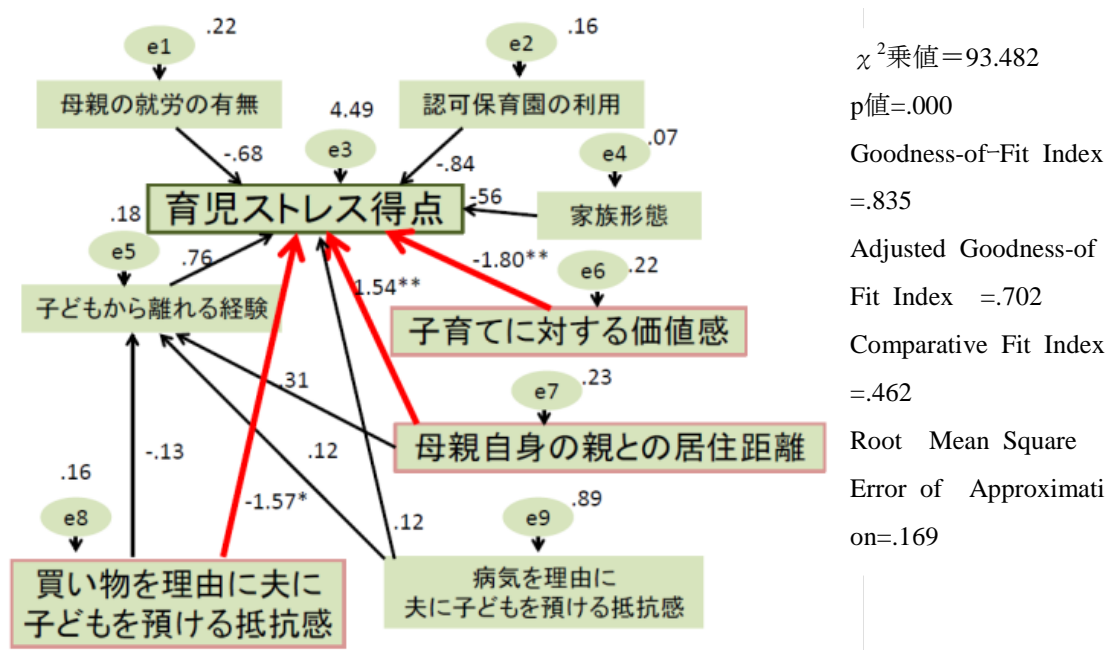 .22
e1
母親の就労の有無
.16
e2
認可保育園の利用
4.49
e3
.07
e4
家族形態
-.68
-.84
-56
育児ストレス得点
.18
e5
子どもから離れる経験
.76
-1.80**
1.54**
e6
.22
子育てに対する価値感
.31
e7
.23
母親自身の親との居住距離
-.13
.12
-1.57*
.12
.16
e8
買い物を理由に夫に
子どもを預ける抵抗感
e9
.89
病気を理由に
夫に子どもを預ける抵抗感
χ²乗値=93.482
p値=.000
Goodness-of-Fit Index
=.835
Adjusted Goodness-of
Fit Index =.702
Comparative Fit Index
=.462
Root Mean Square
Error of Approximati
on=.169